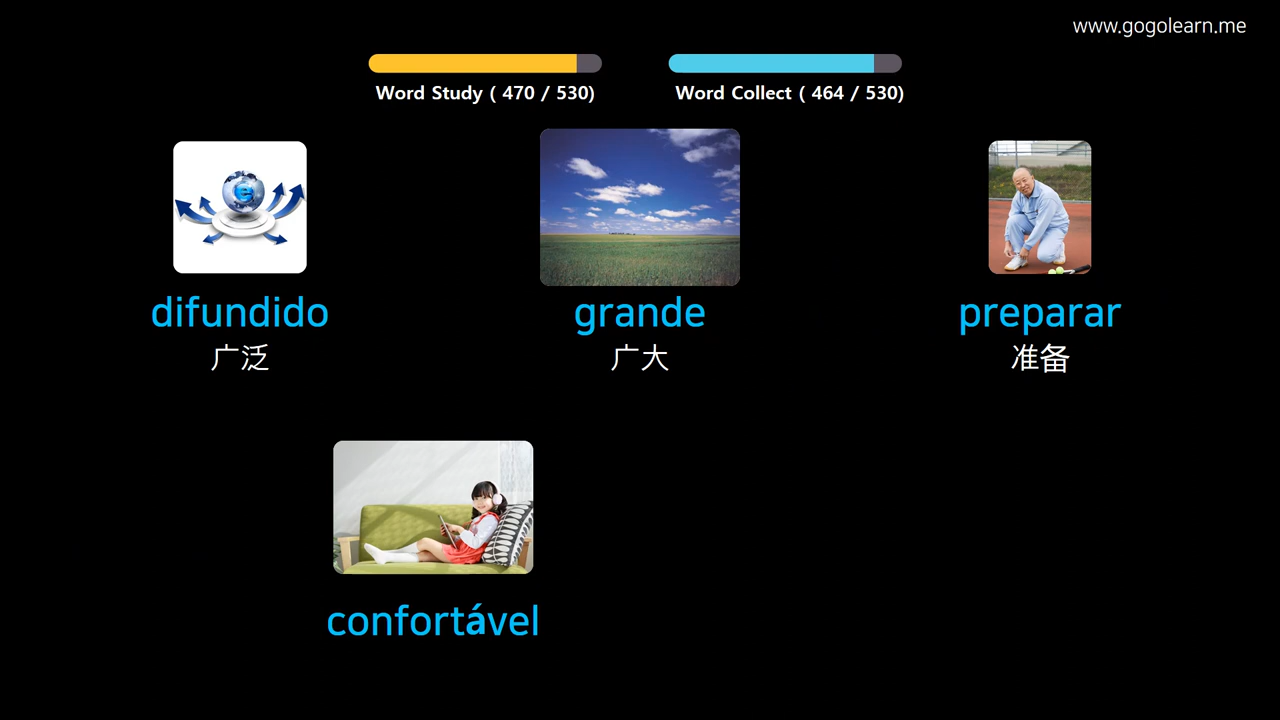 www.gogolearn.me
Word Study ( 470 / 530)
Word Collect ( 464 / 530)
difundido
广泛
grande
广大
preparar
准备
confortável